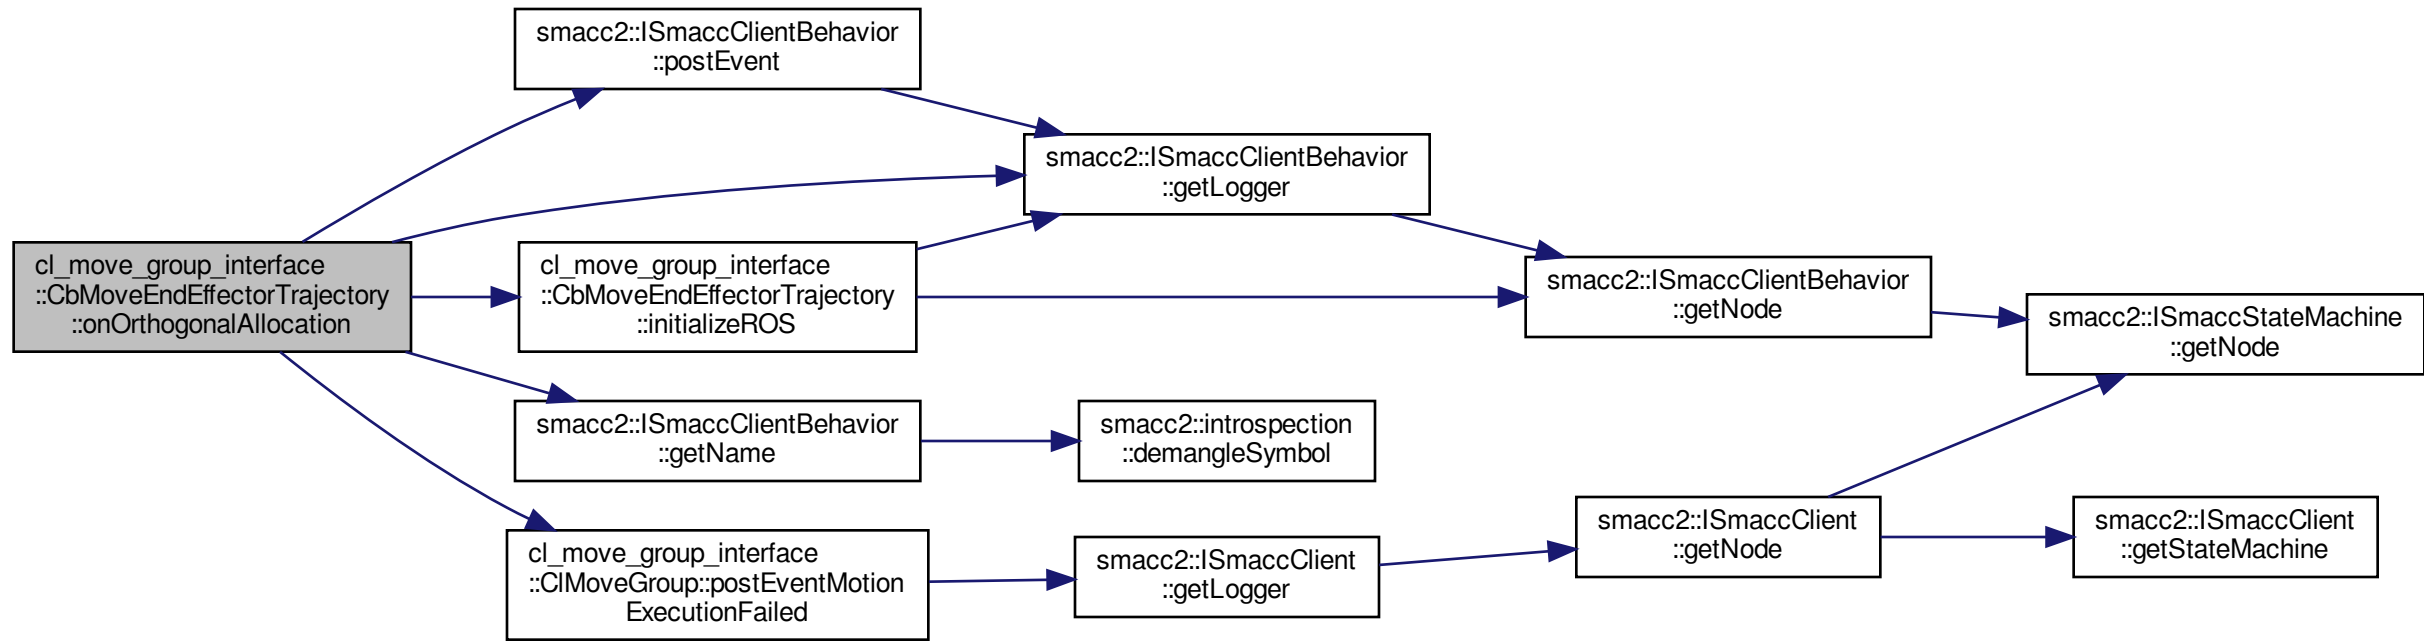 smacc2::ISmaccClientBehavior
::postEvent
smacc2::ISmaccClientBehavior
::getLogger
cl_move_group_interface
::CbMoveEndEffectorTrajectory
::onOrthogonalAllocation
cl_move_group_interface
::CbMoveEndEffectorTrajectory
::initializeROS
smacc2::ISmaccClientBehavior
::getNode
smacc2::ISmaccStateMachine
::getNode
smacc2::ISmaccClientBehavior
::getName
smacc2::introspection
::demangleSymbol
cl_move_group_interface
::ClMoveGroup::postEventMotion
ExecutionFailed
smacc2::ISmaccClient
::getLogger
smacc2::ISmaccClient
::getNode
smacc2::ISmaccClient
::getStateMachine